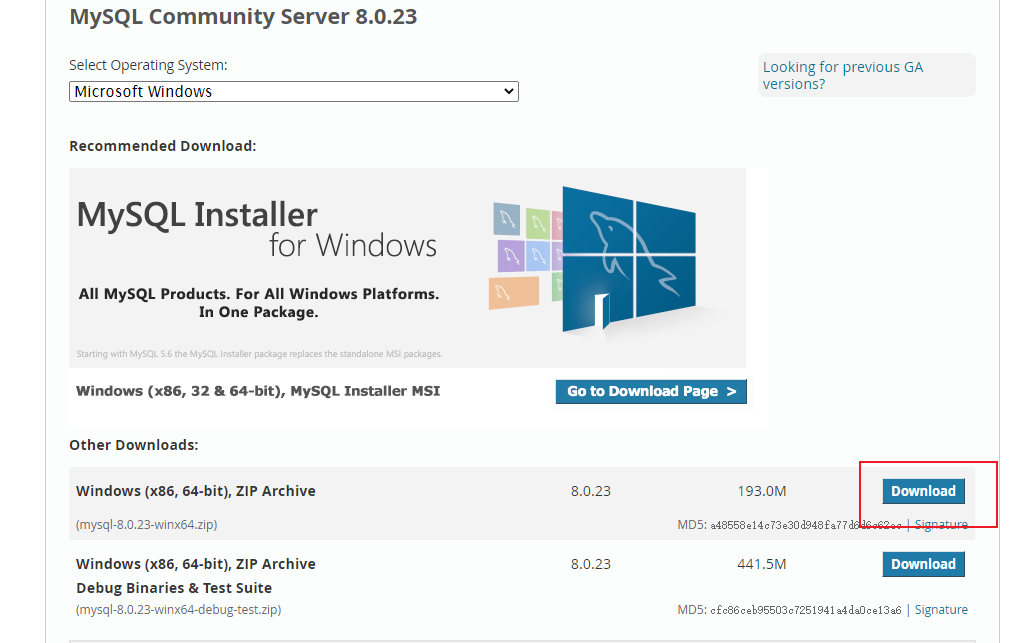 MySQL Community Server 8.0.23
Select Operating System:
Microsoft Windows
Looking for previous GA
versions?
Recommended Download:
MySQL Installer
for Windows
All MySQL Products. For All Windows Platforms.
In One Package.
Starting with MySQL 5.6 the MySQL Installer package replaces the standalone MSI packages.
Windows (x86, 32 & 64-bit), MySQL Installer MSI
Go to Download Page >
Other Downloads:
Windows (x86, 64-bit), ZIP Archive 8.0.23 193.0M Download
(mysql-8.0.23-winx64.zip) MD5: | Signature
Windows (x86, 64-bit), ZIP Archive 8.0.23 441.5M Download
Debug Binaries & Test Suite
(mysql-8.0.23-winx64-debug-test.zip) MD5: cfc86ceb95503c7251941a4da0ce13a6 | Signature